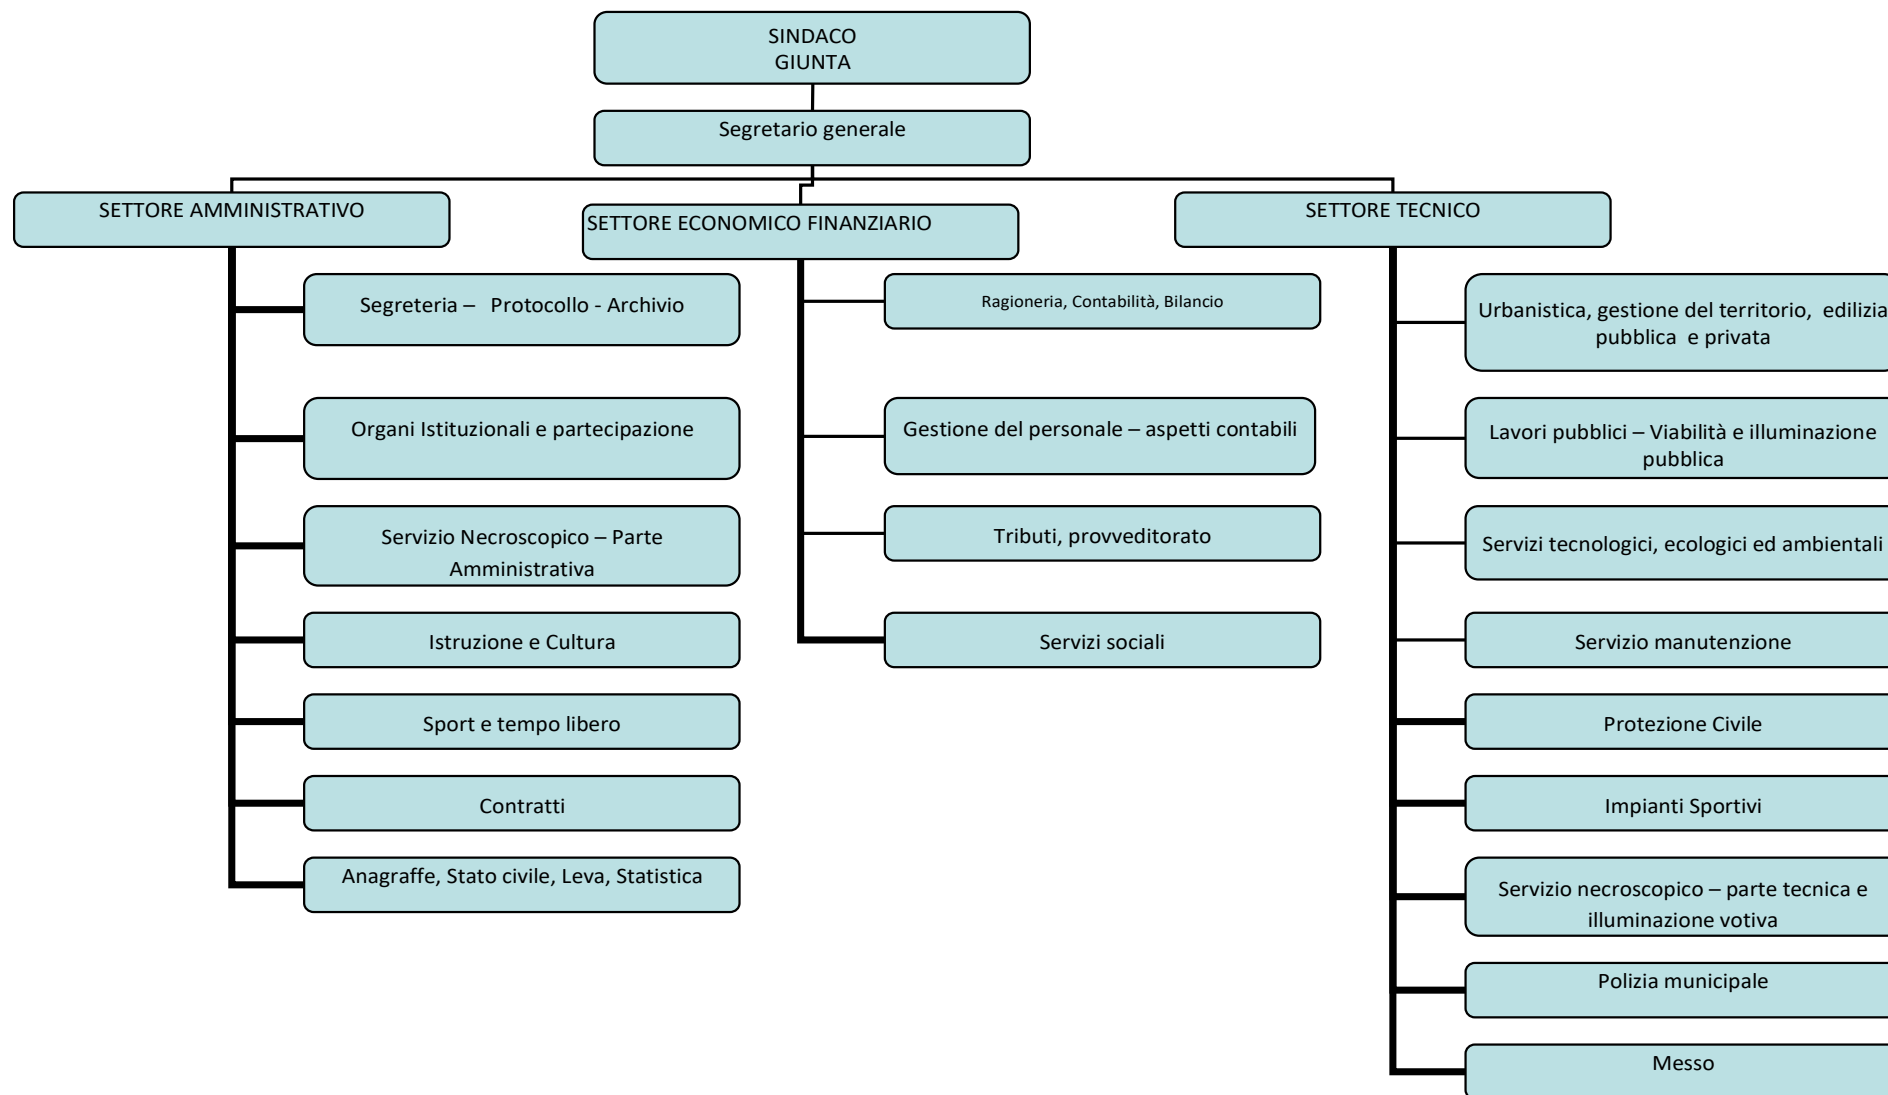 SINDACO
GIUNTA
Segretario generale
SETTORE AMMINISTRATIVO
SETTORE ECONOMICO FINANZIARIO
SETTORE TECNICO
Segreteria –   Protocollo - Archivio
Organi Istituzionali e partecipazione
Servizio Necroscopico – Parte
Amministrativa
Istruzione e Cultura
Sport e tempo libero
Contratti
Anagraffe, Stato civile, Leva, Statistica
Ragioneria, Contabilità, Bilancio
Gestione del personale – aspetti contabili
Tributi, provveditorato
Servizi sociali
Urbanistica, gestione del territorio,  edilizia
pubblica  e privata
Lavori pubblici – Viabilità e illuminazione
pubblica
Servizi tecnologici, ecologici ed ambientali
Servizio manutenzione
Protezione Civile
Impianti Sportivi
Servizio necroscopico – parte tecnica e
illuminazione votiva
Polizia municipale
Messo